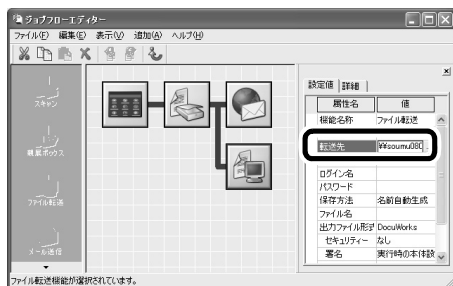 ジョブフローエディター
ファイル(F) 編集(E) 表示(V) 追加(A) ヘルプ(H)
スキャン
親展ボックス
ファイル転送
メール送信
設定値 詳細
属性名 値
機能名称 ファイル転送
転送先 ¥¥soumu080
ログイン名
パスワード
保存方法 名前自動生成
ファイル名
出力ファイル形式 DocuWorks
セキュリティー なし
署名 実行時の本体設
ファイル転送機能が選択されています。